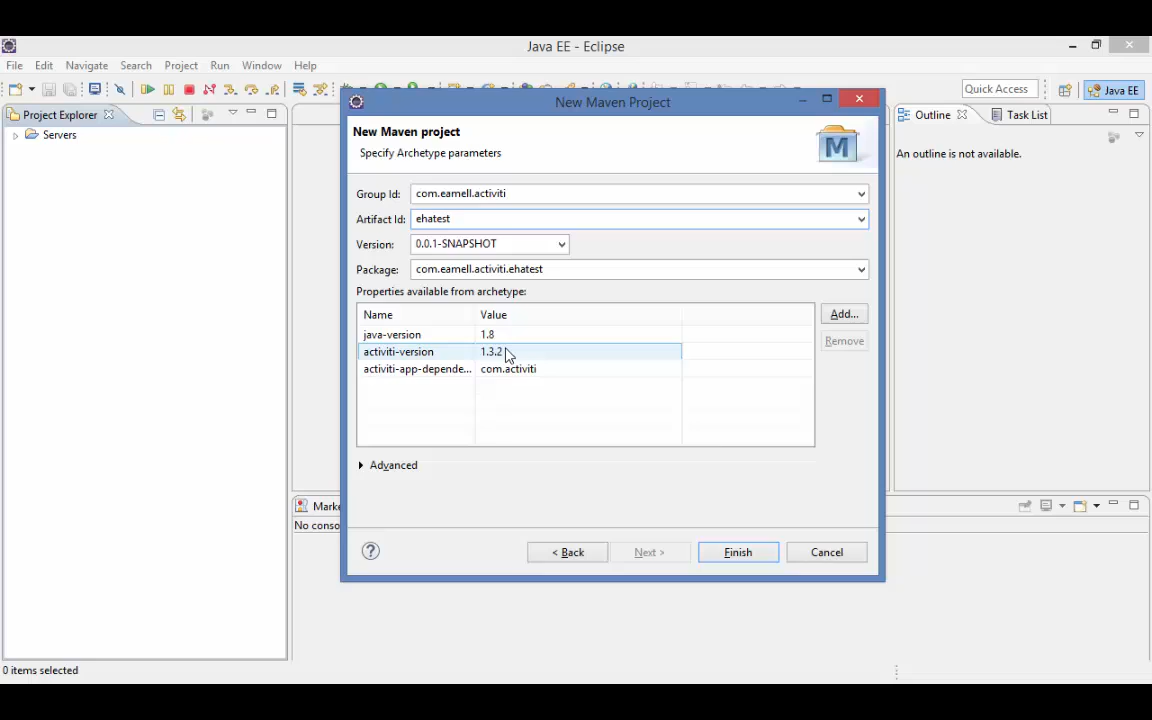 Java EE - Eclipse
File Edit Navigate Search Project Run Window Help
Quick Access
Java EE
Project Explorer
Servers
New Maven Project
New Maven project
Specify Archetype parameters
M
Group Id: com.eamell.activiti
Artifact Id: ehatest
Version: 0.0.1-SNAPSHOT
Package: com.eamell.activiti.ehatest
Properties available from archetype:
Name Value
java-version 1.8
activiti-version 1.3.2
activiti-app-depende... com.activiti
Add...
Remove
Advanced
?
< Back Next > Finish Cancel
Outline Task List
An outline is not available.
Marke
No conso
0 items selected